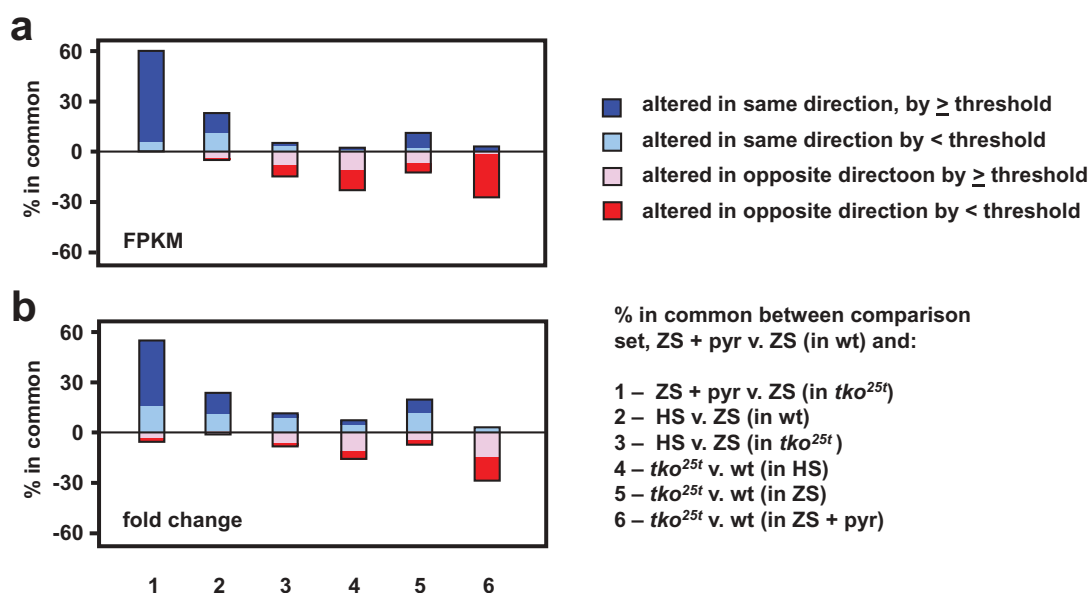 a
60
30
0
-30
-60
% in common
FPKM
altered in same direction, by ≥ threshold
altered in same direction by < threshold
altered in opposite directoon by ≥ threshold
altered in opposite direction by < threshold
b
60
30
0
-30
-60
% in common
fold change
1 2 3 4 5 6
% in common between comparison
set, ZS + pyr v. ZS (in wt) and:
1 – ZS + pyr v. ZS (in tko25t)
2 – HS v. ZS (in wt)
3 – HS v. ZS (in tko25t )
4 – tko25t v. wt (in HS)
5 – tko25t v. wt (in ZS)
6 – tko25t v. wt (in ZS + pyr)